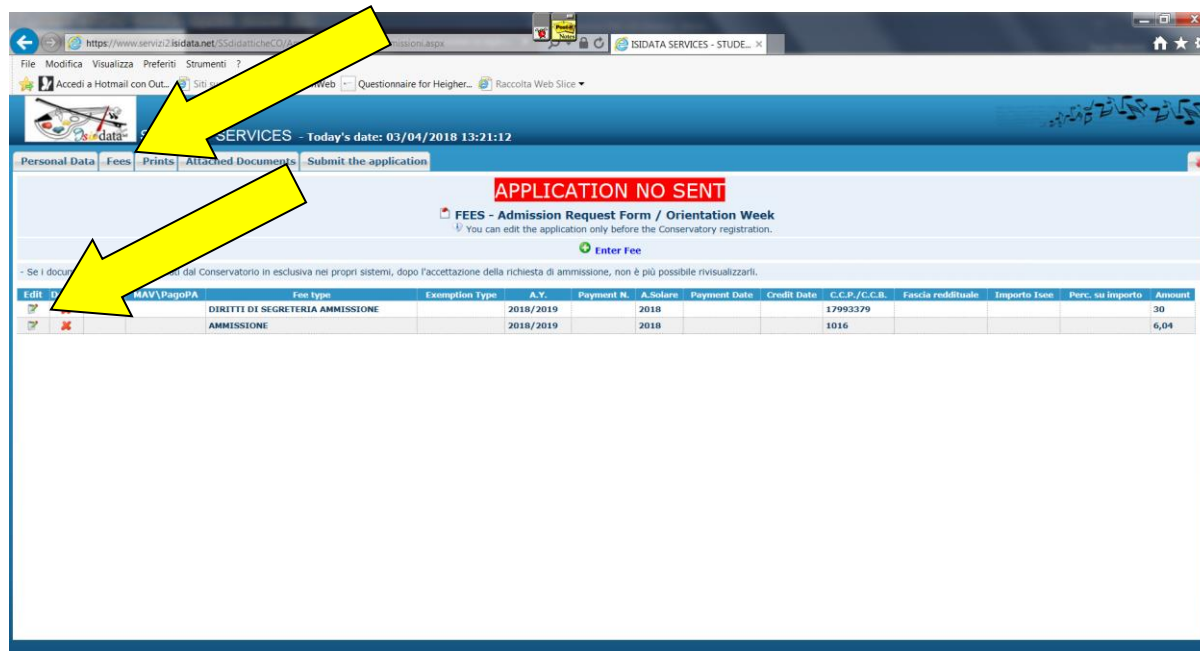 https://www.servizi2.isidata.net/SSdidatticheCO/
missioni.aspx
ISIDATA SERVICES - STUDE...
File Modifica Visualizza Preferiti Strumenti ?
Accedi a Hotmail con Out...
Web Questionnaire for Heigher... Raccolta Web Slice
SERVICES - Today's date: 03/04/2018 13:21:12
Personal Data Fees Prints Attached Documents Submit the application
APPLICATION NO SENT
FEES - Admission Request Form / Orientation Week
You can edit the application only before the Conservatory registration.
Enter Fee
- Se i dal Conservatorio in esclusiva nei propri sistemi, dopo l'accettazione della richiesta di ammissione, non è più possibile rivisualizzarli.
Edit MAV\PagoPA Fee type Exemption Type A.Y. Payment N. A.Solare Payment Date Credit Date C.C.P./C.C.B. Fascia reddituale Importo Isee Perc. su importo Amount
DIRITTI DI SEGRETERIA AMMISSIONE 2018/2019 2018 17993379 30
AMMISSIONE 2018/2019 2018 1016 6,04